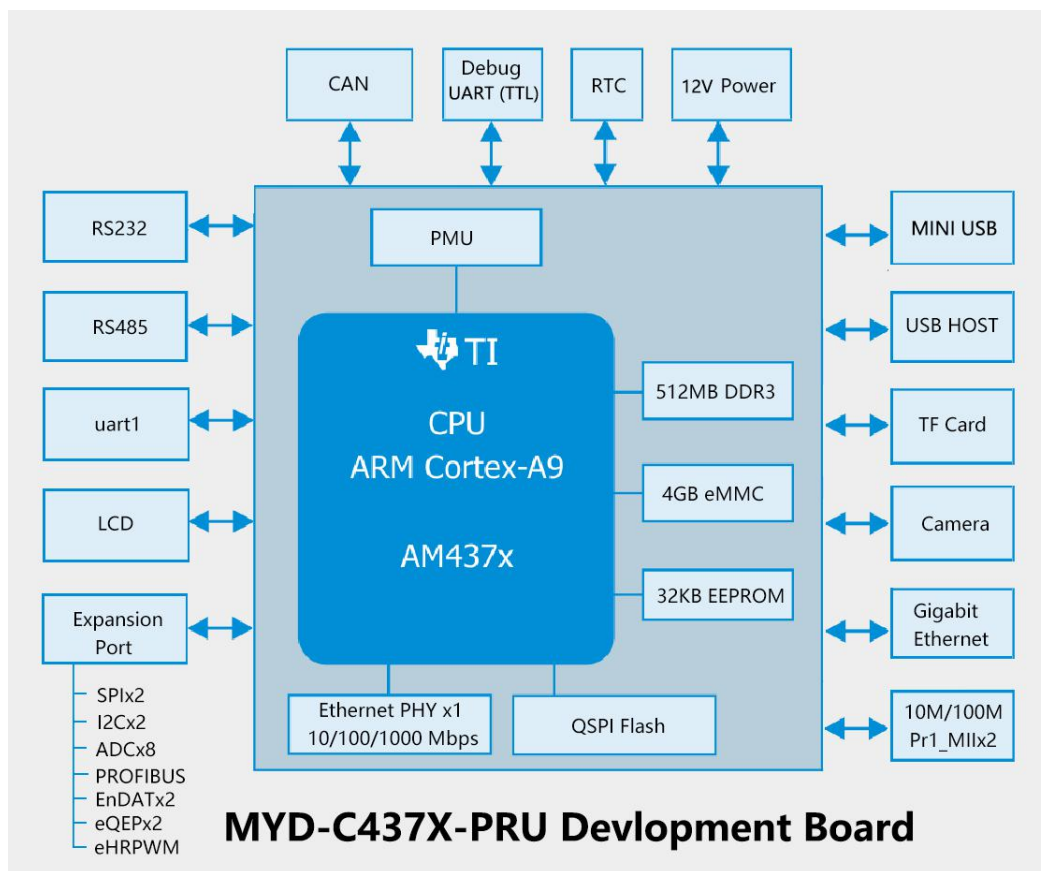 CAN
Debug
UART (TTL)
RTC
12V Power
RS232
RS485
uart1
LCD
Expansion
Port
SPIx2
I2Cx2
ADCx8
PROFIBUS
EnDATx2
eQEPx2
eHRPWM
PMU
TI
CPU
ARM Cortex-A9
AM437x
512MB DDR3
4GB eMMC
32KB EEPROM
Ethernet PHY x1
10/100/1000 Mbps
QSPI Flash
MINI USB
USB HOST
TF Card
Camera
Gigabit
Ethernet
10M/100M
Pr1_MIIx2
MYD-C437X-PRU Devlopment Board